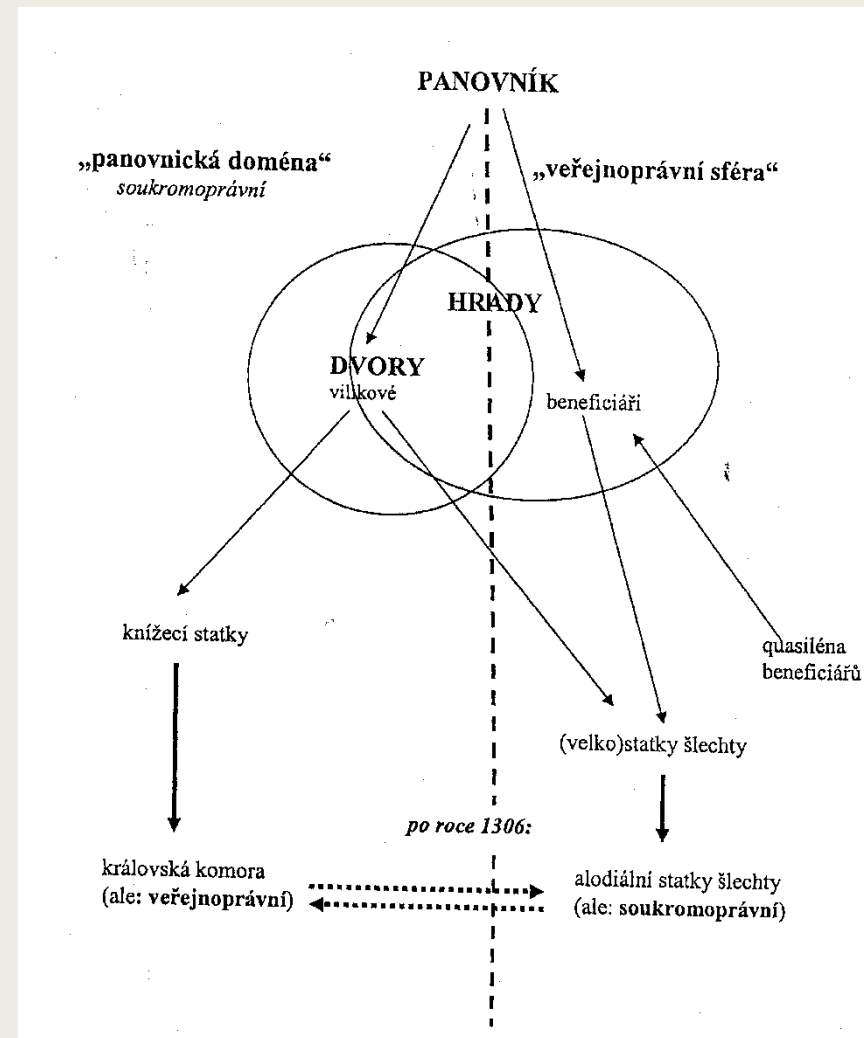 PANOVNÍK
„panovnická doména“
soukromoprávní
„veřejnoprávní sféra“
HRADY
DVORY
vilikové
beneficiáři
knížecí statky
quasiléna
beneficiářů
(velko)statky šlechty
po roce 1306:
královská komora
(ale: veřejnoprávní)
alodiální statky šlechty
(ale: soukromoprávní)